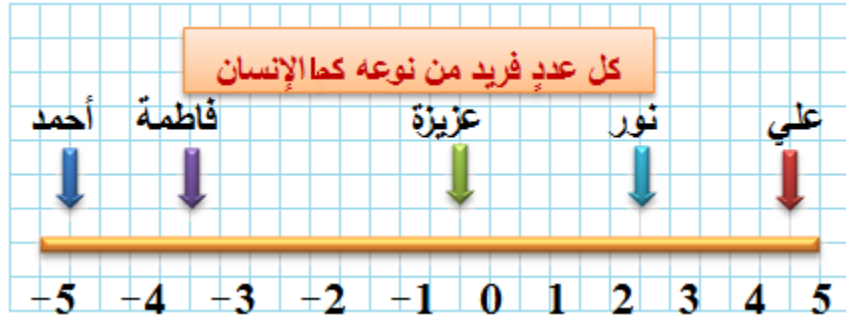 كل عددٍ فريد من نوعه كما الإنسان
أحمد فاطمة عزيزة نور علي
−5 −4 −3 −2 −1 0 1 2 3 4 5